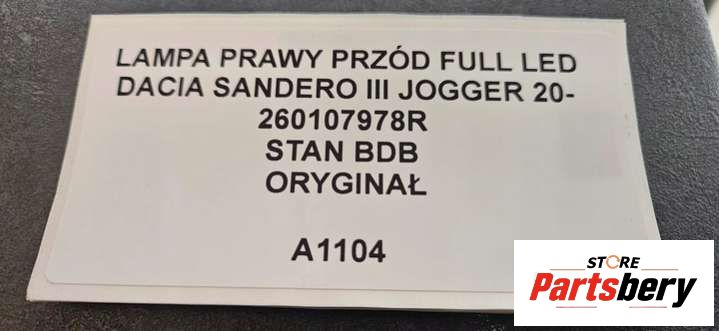 LAMPA PRAWY PRZÓD FULL LED
DACIA SANDERO III JOGGER 20-
260107978R
STAN BDB
ORYGINAŁ
A1104
STORE
Partsbery